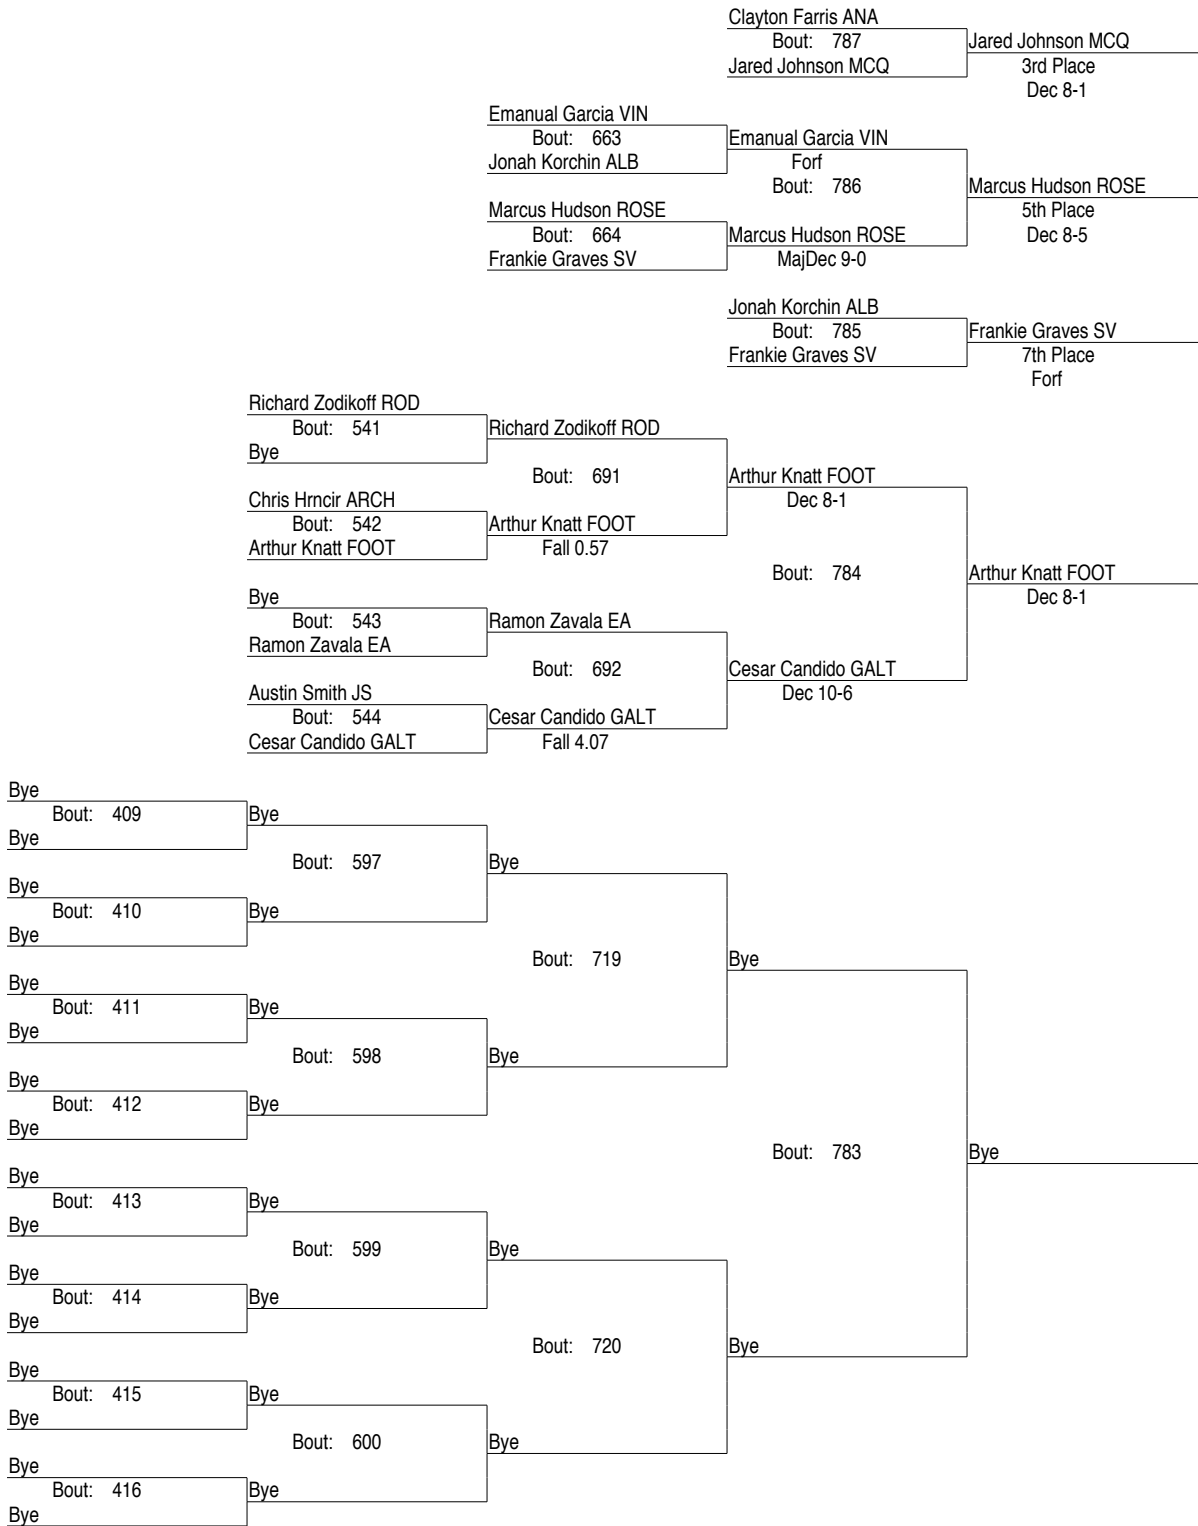 Clayton Farris ANA
Bout: 787
Jared Johnson MCQ
Jared Johnson MCQ
3rd Place
Dec 8-1
Emanual Garcia VIN
Bout: 663
Jonah Korchin ALB
Emanual Garcia VIN
Forf
Bout: 786
Marcus Hudson ROSE
5th Place
Dec 8-5
Marcus Hudson ROSE
Bout: 664
Frankie Graves SV
Marcus Hudson ROSE
MajDec 9-0
Jonah Korchin ALB
Bout: 785
Frankie Graves SV
Frankie Graves SV
7th Place
Forf
Richard Zodikoff ROD
Bout: 541
Bye
Richard Zodikoff ROD
Bout: 691
Chris Hrncir ARCH
Bout: 542
Arthur Knatt FOOT
Arthur Knatt FOOT
Fall 0.57
Arthur Knatt FOOT
Dec 8-1
Bout: 784
Arthur Knatt FOOT
Dec 8-1
Bye
Bout: 543
Ramon Zavala EA
Ramon Zavala EA
Bout: 692
Austin Smith JS
Bout: 544
Cesar Candido GALT
Cesar Candido GALT
Fall 4.07
Cesar Candido GALT
Dec 10-6
Bye
Bout: 409
Bye
Bye
Bout: 597
Bye
Bye
Bout: 410
Bye
Bye
Bout: 719
Bye
Bye
Bout: 411
Bye
Bye
Bout: 598
Bye
Bye
Bout: 412
Bye
Bye
Bout: 783
Bye
Bye
Bout: 413
Bye
Bye
Bout: 599
Bye
Bye
Bout: 414
Bye
Bye
Bout: 720
Bye
Bye
Bout: 415
Bye
Bye
Bout: 600
Bye
Bye
Bout: 416
Bye
Bye